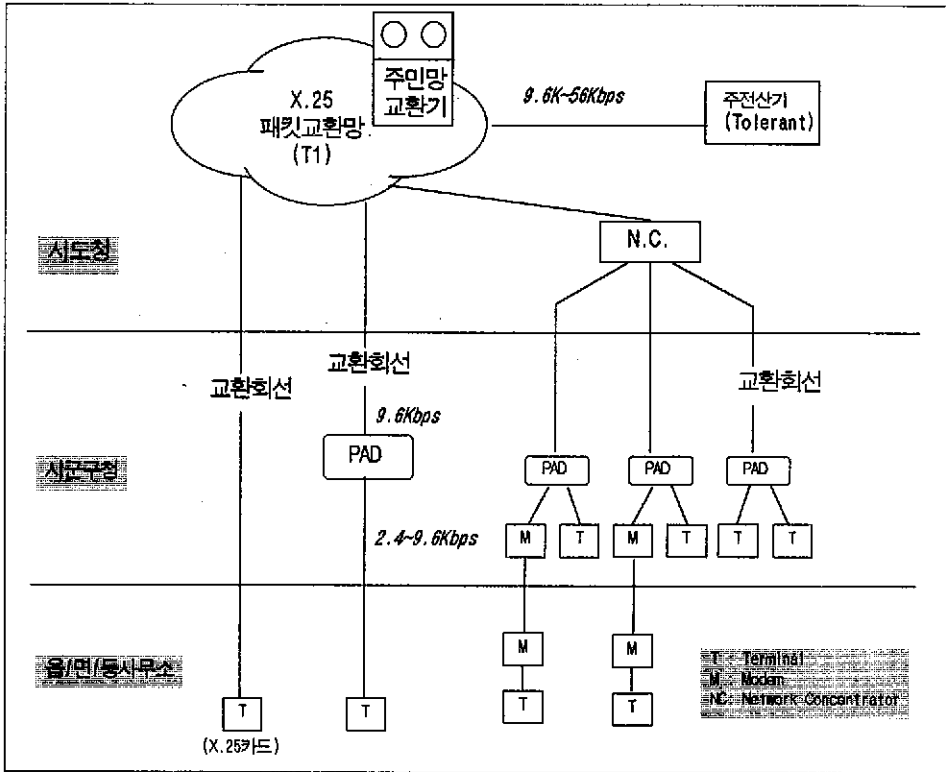 주민망
교환기
X.25
패킷교환망
(T1)
9.6K~56Kbps
주전산기
(Tolerant)
시도청
N.C.
교환회선
교환회선
교환회선
9.6Kbps
시군구청
PAD
PAD
PAD
PAD
2.4~9.6Kbps
M
T
M
T
T
T
읍/면/동사무소
M
M
T
T
T
T
(X.25카드)
T : Terminal
M : Modem
NC: Network Concentrator